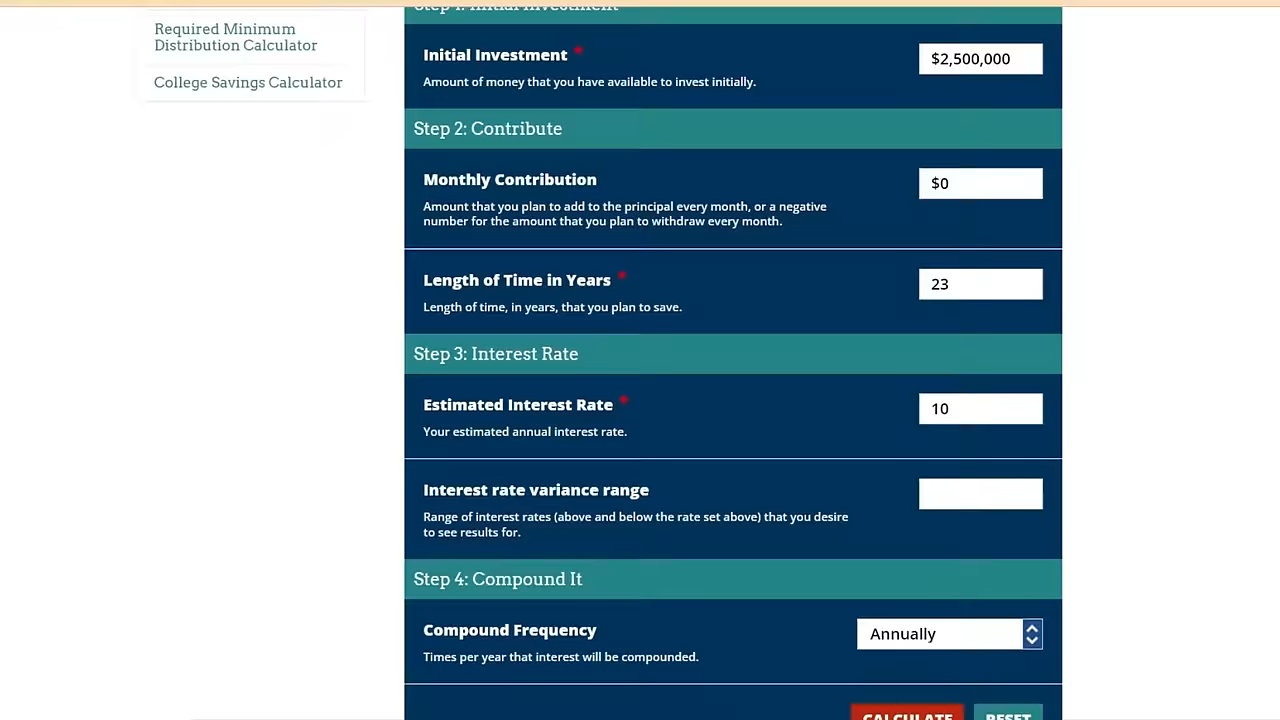 Required Minimum
Distribution Calculator
College Savings Calculator
Step 1: Initial Investment
Initial Investment *
$2,500,000
Amount of money that you have available to invest initially.
Step 2: Contribute
Monthly Contribution
$0
Amount that you plan to add to the principal every month, or a negative
number for the amount that you plan to withdraw every month.
Length of Time in Years *
23
Length of time, in years, that you plan to save.
Step 3: Interest Rate
Estimated Interest Rate *
10
Your estimated annual interest rate.
Interest rate variance range
Range of interest rates (above and below the rate set above) that you desire
to see results for.
Step 4: Compound It
Compound Frequency
Annually
Times per year that interest will be compounded.
CALCULATE RESET